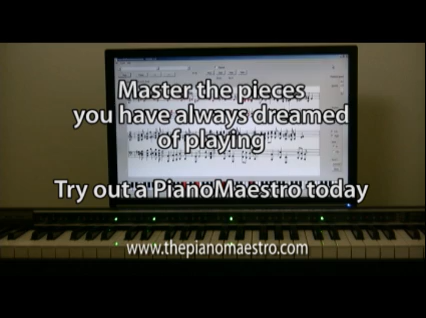 Master the pieces
you have always dreamed
of playing
Try out a PianoMaestro today
www.thepianomaestro.com